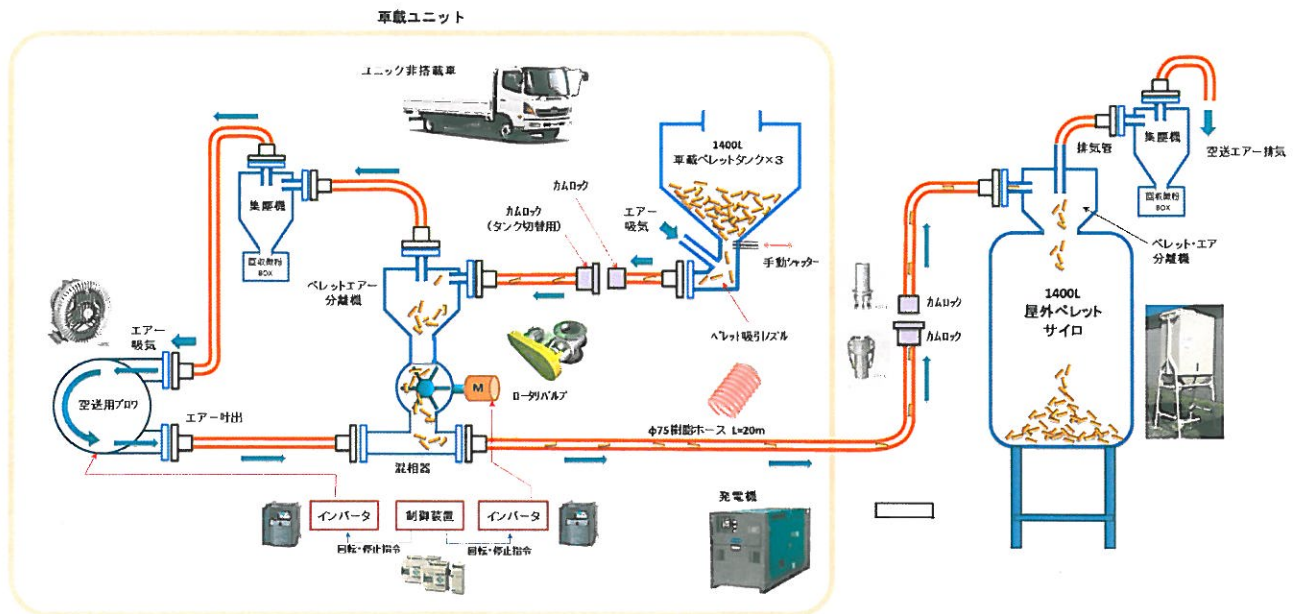 車載ユニット
ユニック非搭載車
1400L
車載ペレットタンク×3
集塵機
回収微粉
BOX
カムロック
カムロック
(タンク切替用)
エアー
吸気
手動シャッター
ペレットエアー
分離機
ペレット吸引ノズル
エアー
吸気
空送用ブロワ
エアー吐出
M
ロータリバルブ
混相器
φ75樹脂ホース L=20m
インバータ
制御装置
インバータ
回転・停止指令
回転・停止指令
発電機
カムロック
カムロック
排気管
集塵機
回収微粉
BOX
空送エアー排気
ペレット・エア
分離機
1400L
屋外ペレット
サイロ